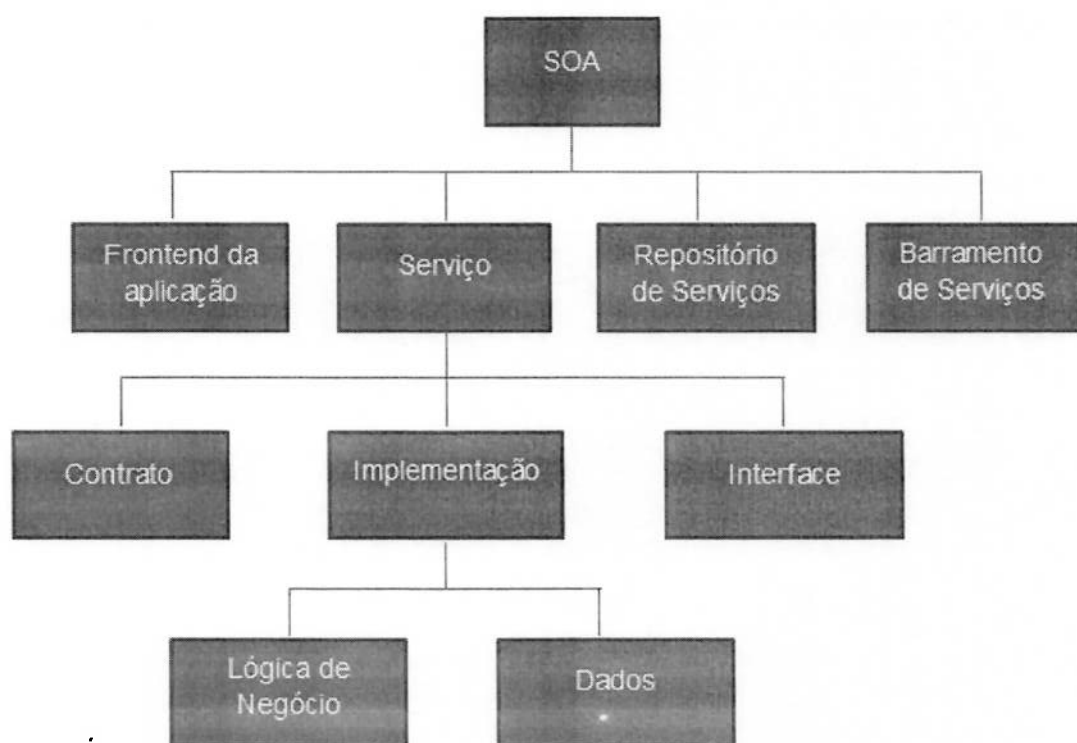 SOA
Frontend da
aplicação
Serviço
Repositório
de Serviços
Barramento
de Serviços
Contrato
Implementação
Interface
Lógica de
Negócio
Dados